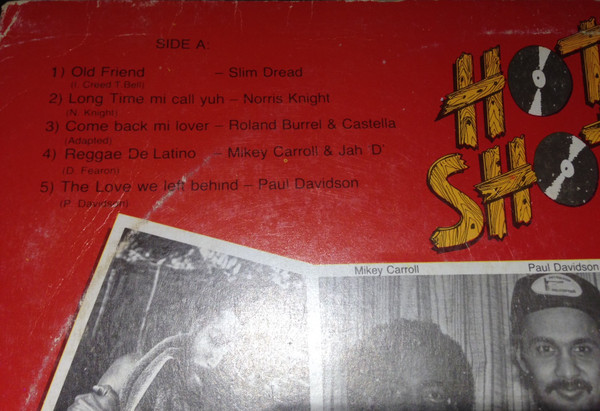 SIDE A:
1) Old Friend - Slim Dread
(I. Creed T. Bell)
2) Long Time mi call yuh - Norris Knight
(N. Knight)
3) Come back mi lover - Roland Burrel & Castella
(Adapted)
4) Reggae De Latino - Mikey Carroll & Jah 'D'
(D. Fearon)
5) The Love we left behind - Paul Davidson
(P. Davidson)
HOT
SHO
Mikey Carroll Paul Davidson